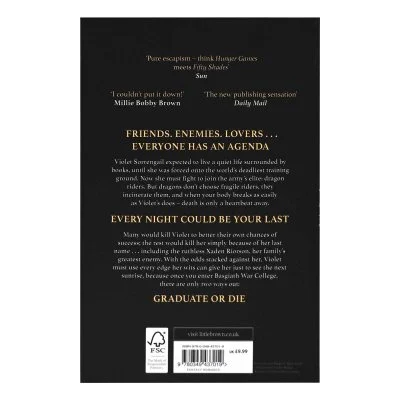 'Pure escapism – think Hunger Games
meets Fifty Shades'
Sun
'I couldn't put it down!'
Millie Bobby Brown
'The new publishing sensation'
Daily Mail
FRIENDS. ENEMIES. LOVERS . . .
EVERYONE HAS AN AGENDA
Violet Sorrengail expected to live a quiet life surrounded by
books, until she was forced onto the world's deadliest training
ground. Now she must fight to join the army's elite: dragon
riders. But dragons don't choose fragile riders, they
incinerate them, and when your body breaks as easily
as Violet's does – death is only a heartbeat away.
EVERY NIGHT COULD BE YOUR LAST
Many would kill Violet to better their own chances of
success; the rest would kill her simply because of her last
name . . . including the ruthless Xaden Riorson, her family's
greatest enemy. With the odds stacked against her, Violet
must use every edge her wits can give her just to see the next
sunrise, because once you enter Basgiath War College,
there are only two ways out:
GRADUATE OR DIE
visit littlebrown.co.uk
FSC
UK £9.99
9780349437019